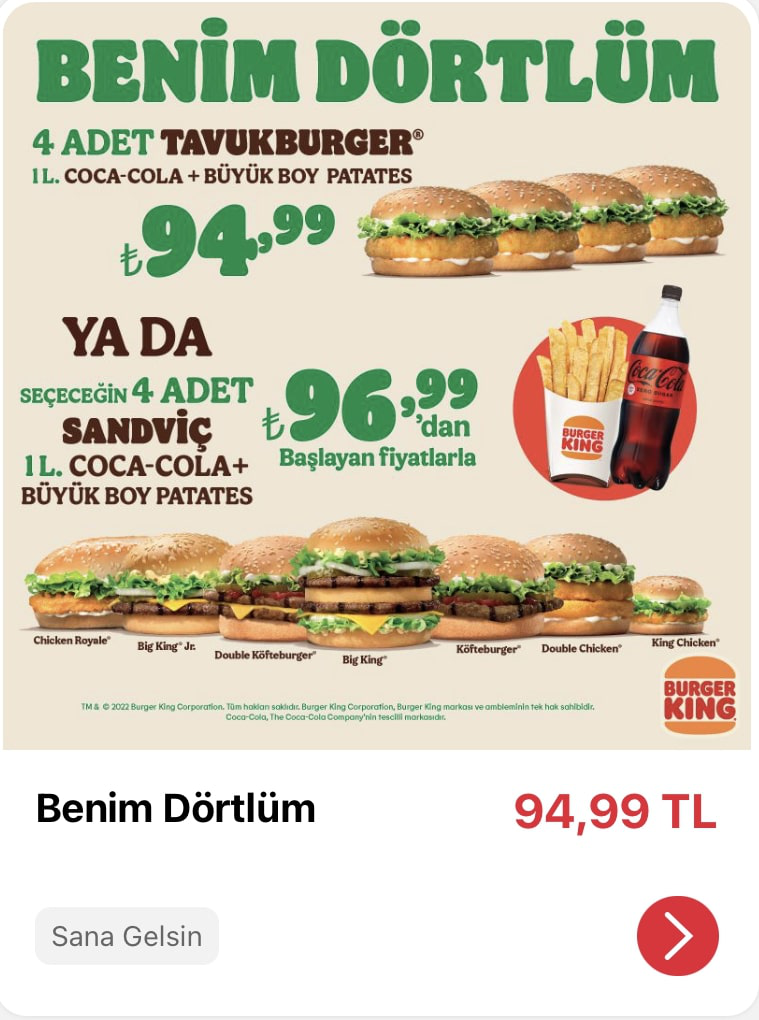 BENİM DÖRTLÜM
4 ADET TAVUKBURGER®
1 L. COCA-COLA + BÜYÜK BOY PATATES
₺94,99
YA DA
SEÇECEĞİN 4 ADET
SANDVİÇ
1 L. COCA-COLA+
BÜYÜK BOY PATATES
₺96,99'dan
Başlayan fiyatlarla
BURGER
KING
Coca-Cola
ZERO SUGAR
Chicken Royale®
Big King® Jr.
Double Köfteburger®
Big King®
Köfteburger®
Double Chicken®
King Chicken®
BURGER
KING
TM & © 2022 Burger King Corporation. Tüm hakları saklıdır. Burger King Corporation, Burger King markası ve ambleminin tek hak sahibidir.
Coca-Cola, The Coca-Cola Company'nin tescilli markasıdır.
Benim Dörtlüm
94,99 TL
Sana Gelsin